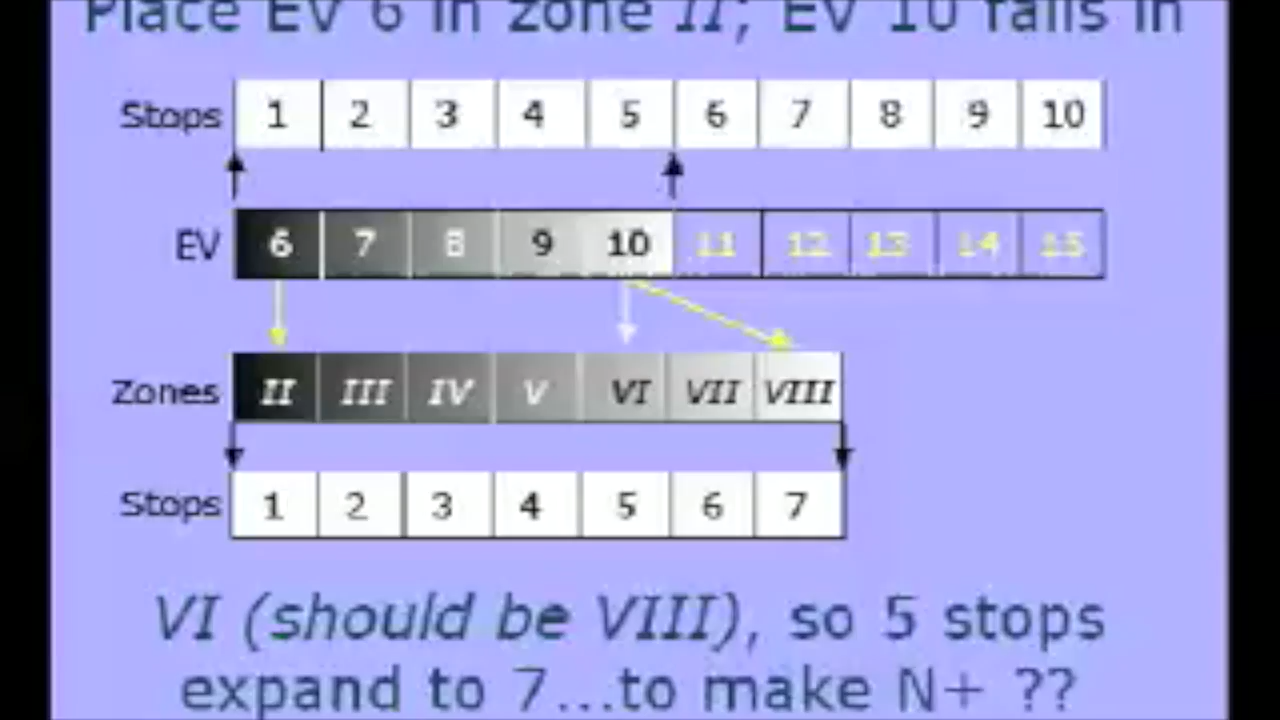 Place EV 6 in zone II; EV 10 falls in
Stops 1 2 3 4 5 6 7 8 9 10
EV 6 7 8 9 10 11 12 13 14 15
Zones II III IV V VI VII VIII
Stops 1 2 3 4 5 6 7
VI (should be VIII), so 5 stops
expand to 7...to make N+ ??